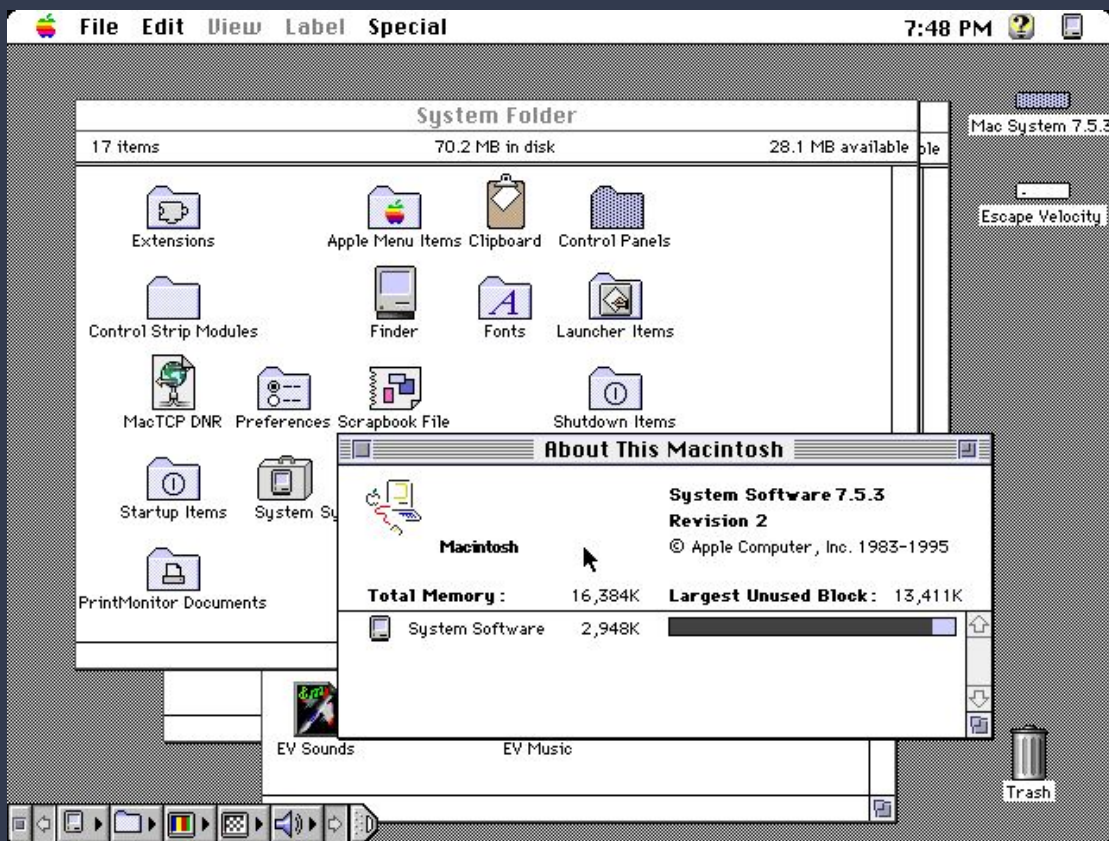 File Edit View Label Special 7:48 PM
System Folder
17 items 70.2 MB in disk 28.1 MB available
ble
Mac System 7.5.3
Escape Velocity
Extensions Apple Menu Items Clipboard Control Panels
Control Strip Modules Finder Fonts Launcher Items
MacTCP DNR Preferences Scrapbook File Shutdown Items
Startup Items System Su
PrintMonitor Documents
About This Macintosh
System Software 7.5.3
Revision 2
Macintosh © Apple Computer, Inc. 1983-1995
Total Memory: 16,384K Largest Unused Block: 13,411K
System Software 2,948K
EV Sounds EV Music
Trash